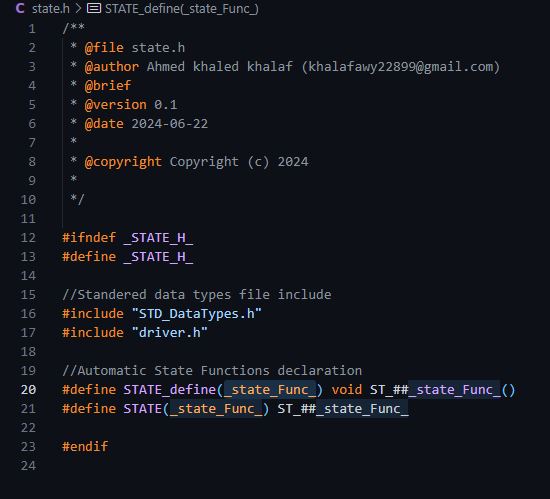 C state.h > STATE_define(_state_Func_)
1 /**
2  * @file state.h
3  * @author Ahmed khaled khalaf (khalafawy22899@gmail.com)
4  * @brief
5  * @version 0.1
6  * @date 2024-06-22
7  *
8  * @copyright Copyright (c) 2024
9  *
10  */
11
12 #ifndef _STATE_H_
13 #define _STATE_H_
14
15 //Standered data types file include
16 #include "STD_DataTypes.h"
17 #include "driver.h"
18
19 //Automatic State Functions declaration
20 #define STATE_define(_state_Func_) void ST_##_state_Func_()
21 #define STATE(_state_Func_) ST_##_state_Func_
22
23 #endif
24